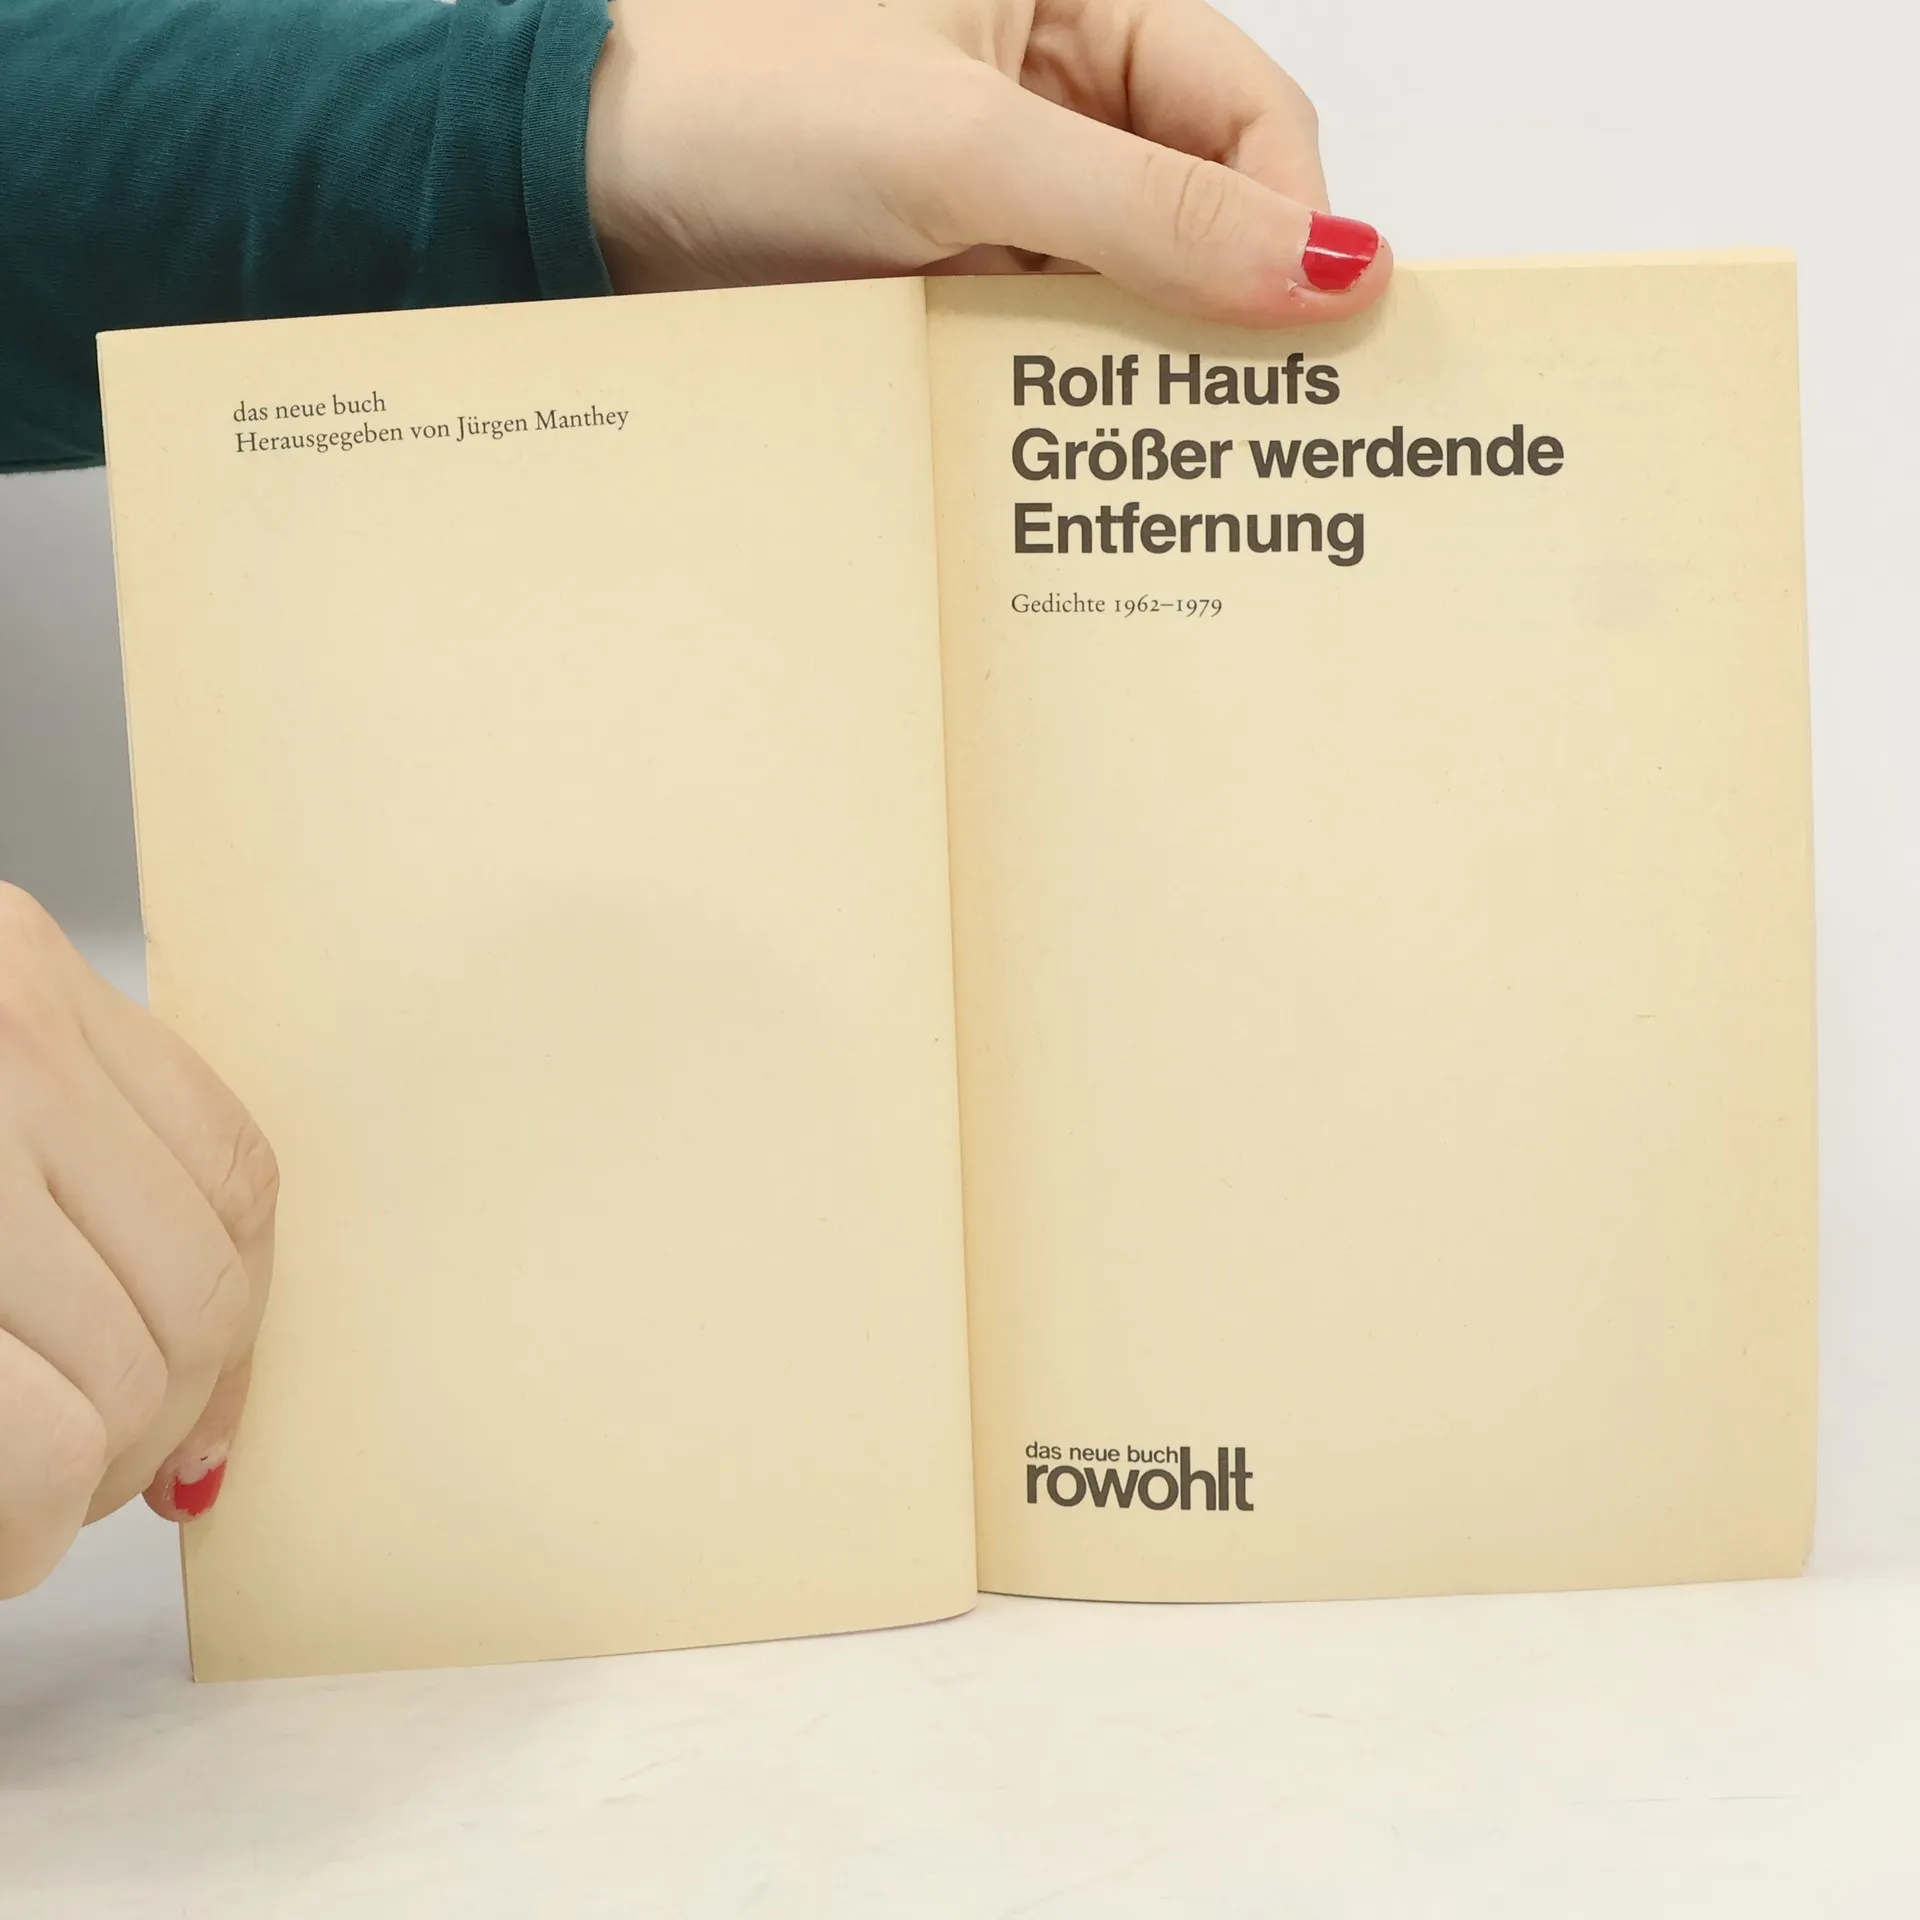 das neue buch
Herausgegeben von Jürgen Manthey
Rolf Haufs
Größer werdende
Entfernung
Gedichte 1962–1979
das neue buch
rowohlt